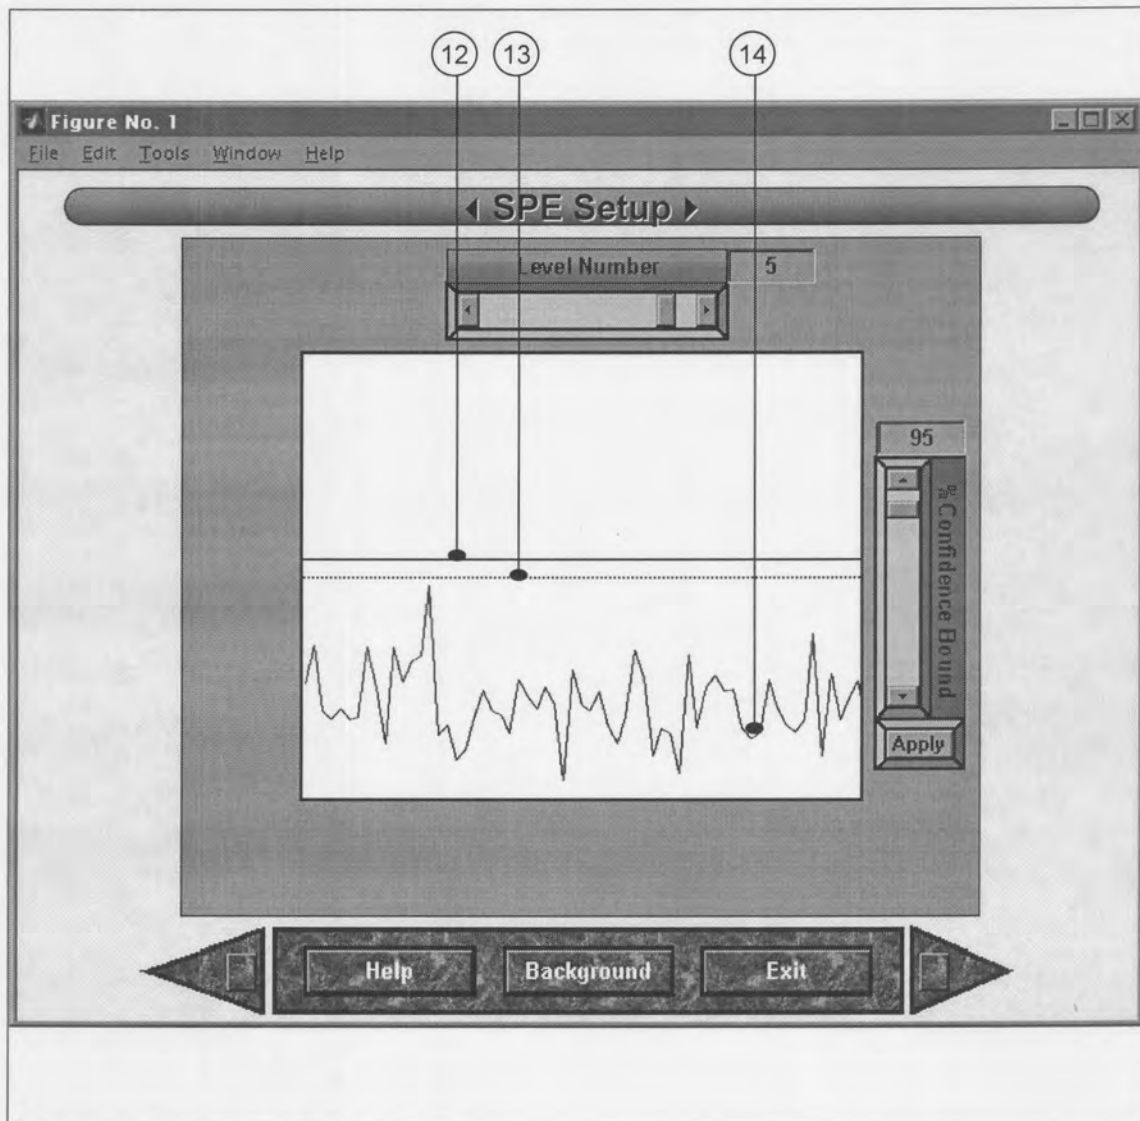 12 13 14
Figure No. 1
File Edit Tools Window Help
SPE Setup
Level Number 5
95
% Confidence Bound
Apply
Help Background Exit